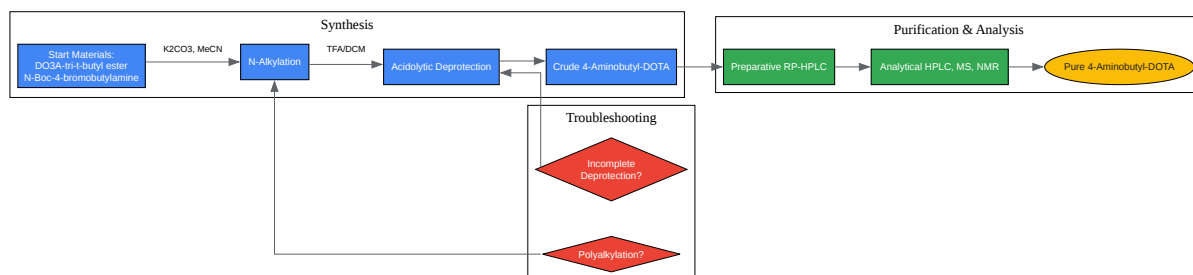 Synthesis
Purification & Analysis
Start Materials:
DO3A-tri-t-butyl ester
N-Boc-4-bromobutylamine
K2CO3, MeCN
N-Alkylation
TFA/DCM
Acidolytic Deprotection
Crude 4-Aminobutyl-DOTA
Preparative RP-HPLC
Analytical HPLC, MS, NMR
Pure 4-Aminobutyl-DOTA
Troubleshooting
Incomplete
Deprotection?
Polyalkylation?